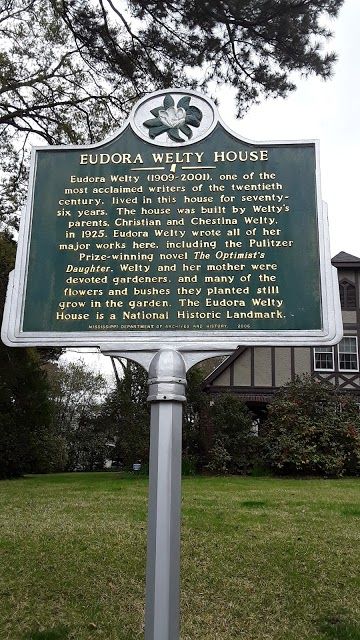 EUDORA WELTY HOUSE
Eudora Welty (1909-2001), one of the
most acclaimed writers of the twentieth
century, lived in this house for seventy-
six years. The house was built by Welty's
parents, Christian and Chestina Welty,
in 1925. Eudora Welty wrote all of her
major works here, including the Pulitzer
Prize-winning novel The Optimist's
Daughter. Welty and her mother were
devoted gardeners, and many of the
flowers and bushes they planted still
grow in the garden. The Eudora Welty
House is a National Historic Landmark.
MISSISSIPPI DEPARTMENT OF ARCHIVES AND HISTORY, 2006